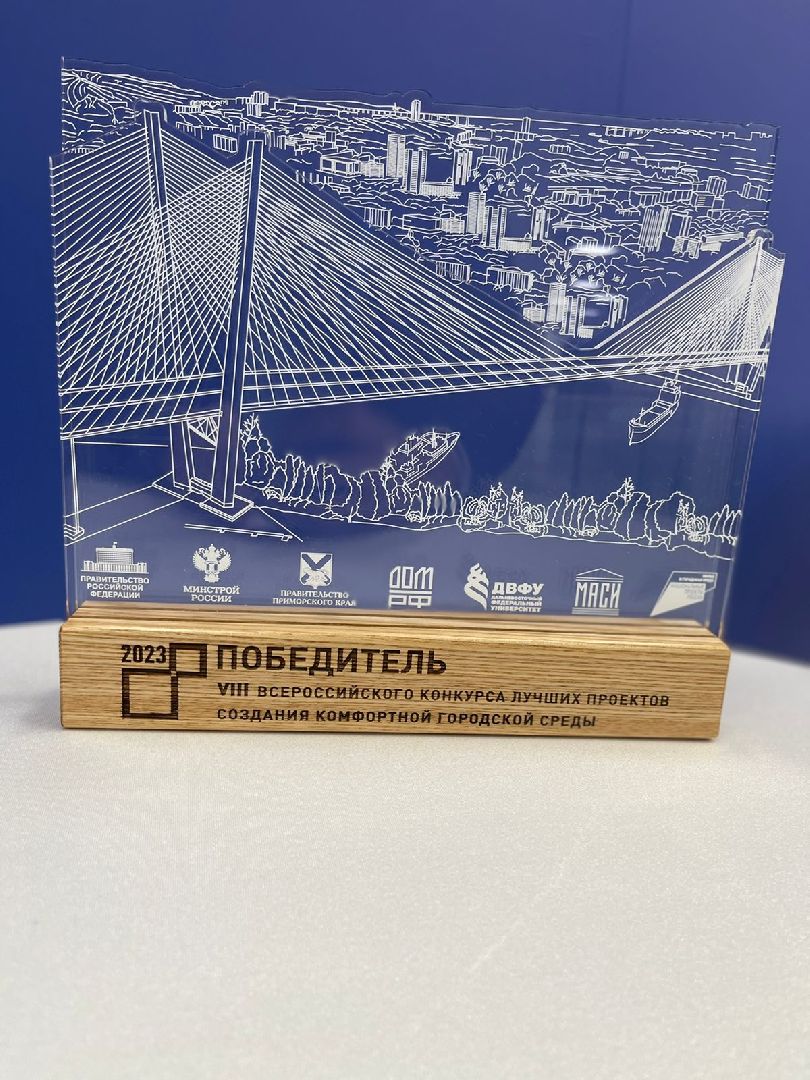 ПРАВИТЕЛЬСТВО
РОССИЙСКОЙ
ФЕДЕРАЦИИ
МИНСТРОЙ
РОССИИ
ПРАВИТЕЛЬСТВО
ПРИМОРСКОГО КРАЯ
ДОМ
РФ
ДВФУ
ДАЛЬНЕВОСТОЧНЫЙ
ФЕДЕРАЛЬНЫЙ
УНИВЕРСИТЕТ
МАСИ
2023
ПОБЕДИТЕЛЬ
VIII ВСЕРОССИЙСКОГО КОНКУРСА ЛУЧШИХ ПРОЕКТОВ
СОЗДАНИЯ КОМФОРТНОЙ ГОРОДСКОЙ СРЕДЫ